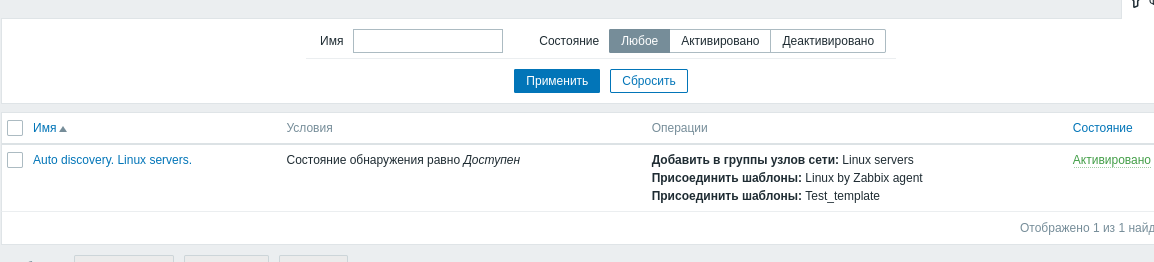 Имя Состояние Любое Активировано Деактивировано
Применить Сбросить
Имя Условия Операции Состояние
Auto discovery. Linux servers. Состояние обнаружения равно Доступен Добавить в группы узлов сети: Linux servers Активировано
Присоединить шаблоны: Linux by Zabbix agent
Присоединить шаблоны: Test_template
Отображено 1 из 1 найд